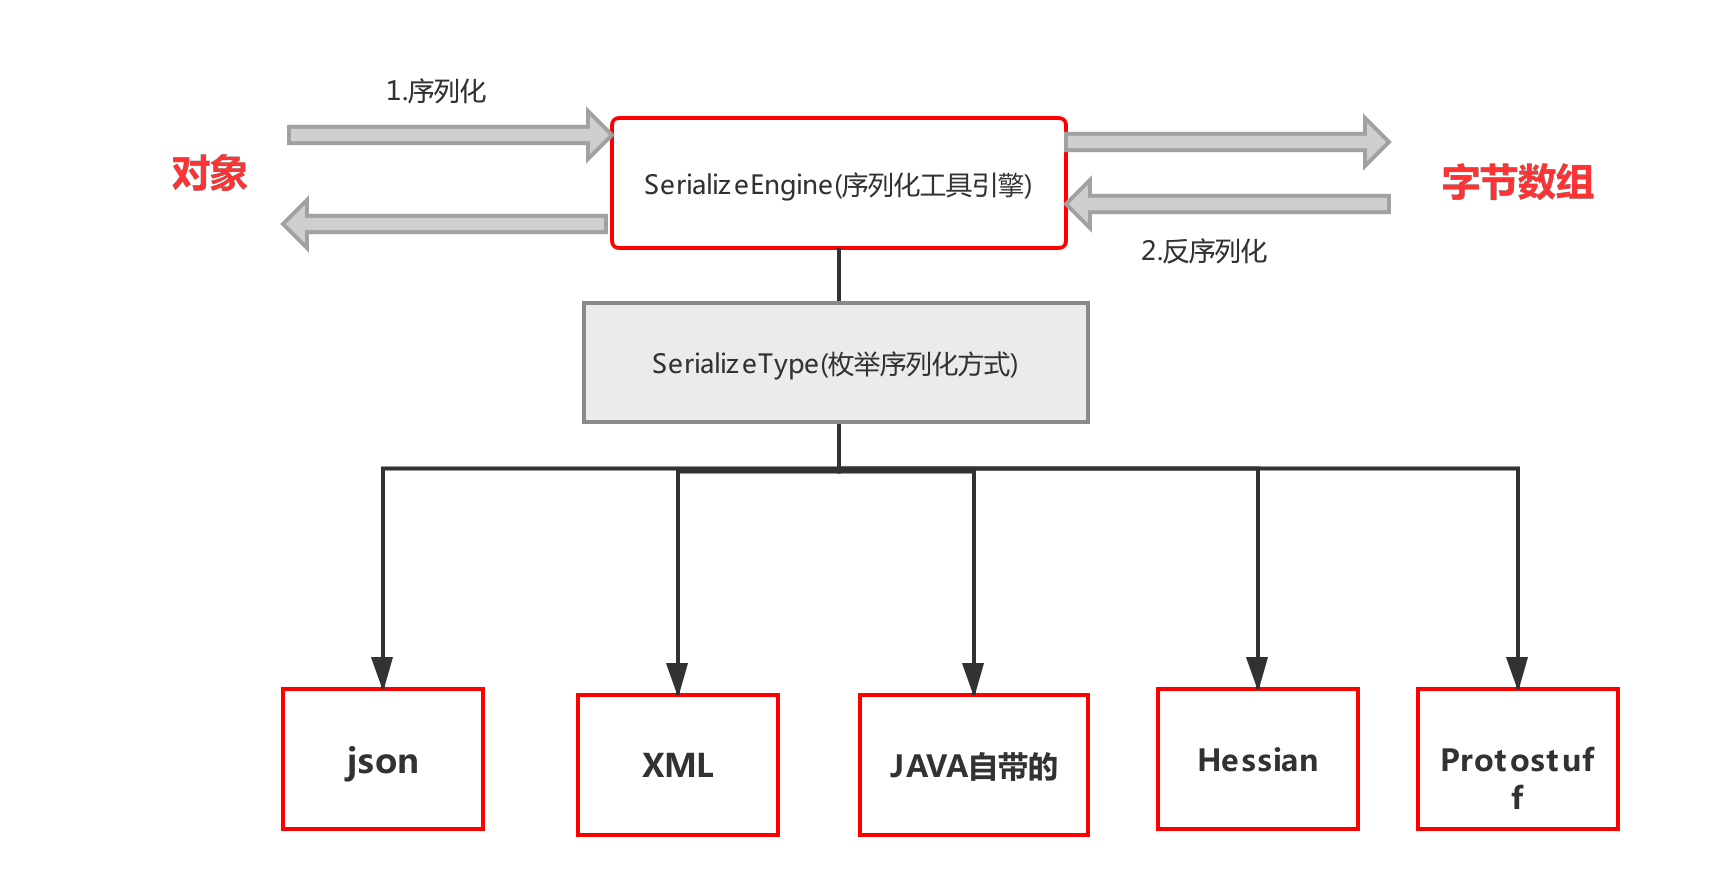 1.序列化
对象
SerializeEngine(序列化工具引擎)
字节数组
2.反序列化
SerializeType(枚举序列化方式)
json
XML
JAVA自带的
Hessian
Protostuf
f